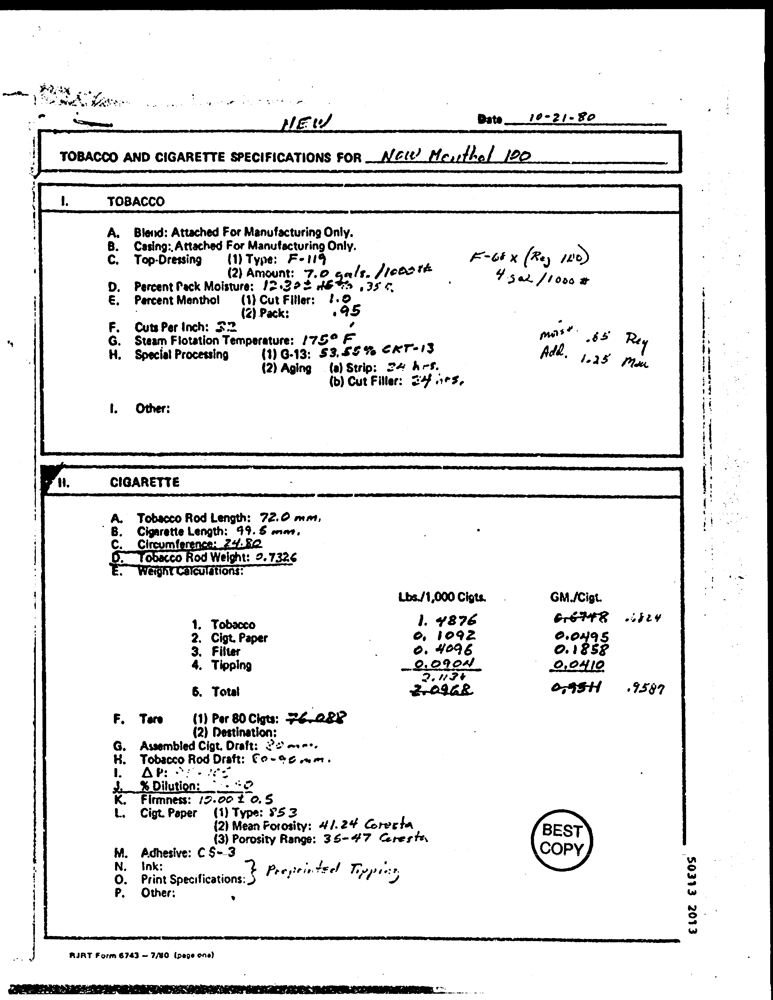 NEW
Date 10-21-80
TOBACCO AND CIGARETTE SPECIFICATIONS FOR New Menthol 100
I. TOBACCO
A. Blend: Attached For Manufacturing Only.
B. Casing: Attached For Manufacturing Only.
C. Top-Dressing (1) Type: F-119
(2) Amount: 7.0 gals. /1000#
F-68 x (Reg 120)
4 gal/1000 #
D. Percent Pack Moisture: 12.30 ± .35
E. Percent Menthol (1) Cut Filler: 1.0
(2) Pack: .95
F. Cuts Per Inch: 32
G. Steam Flotation Temperature: 175° F
H. Special Processing (1) G-13: 53.55% CKT-13
(2) Aging (a) Strip: 24 hrs.
(b) Cut Filler: 24 hrs.
moist .65 Reg
Add. 1.25 Men
I. Other:
II. CIGARETTE
A. Tobacco Rod Length: 72.0 mm.
B. Cigarette Length: 99.5 mm.
C. Circumference: 24.80
D. Tobacco Rod Weight: 0.7326
E. Weight Calculations:
Lbs./1,000 Cigts. GM./Cigt.
1. Tobacco 1.4876 0.6748 .6824
2. Cigt. Paper 0.1092 0.0495
3. Filter 0.4096 0.1858
4. Tipping 0.0904 0.0410
2.1134
5. Total 2.0968 0.9511 .9587
F. Tare (1) Per 80 Cigts: 76.088
(2) Destination:
G. Assembled Cigt. Draft: mm.
H. Tobacco Rod Draft: 80-90 mm.
I. Δ P:
J. % Dilution:
K. Firmness: 10.00 ± 0.5
L. Cigt. Paper (1) Type: 853
(2) Mean Porosity: 41.24 Coresta
(3) Porosity Range: 35-47 Coresta
M. Adhesive: CS-3
N. Ink:
O. Print Specifications: } Preprinted Tipping
P. Other:
BEST
COPY
50313 2013
RJRT Form 6743 – 7/80 (page one)